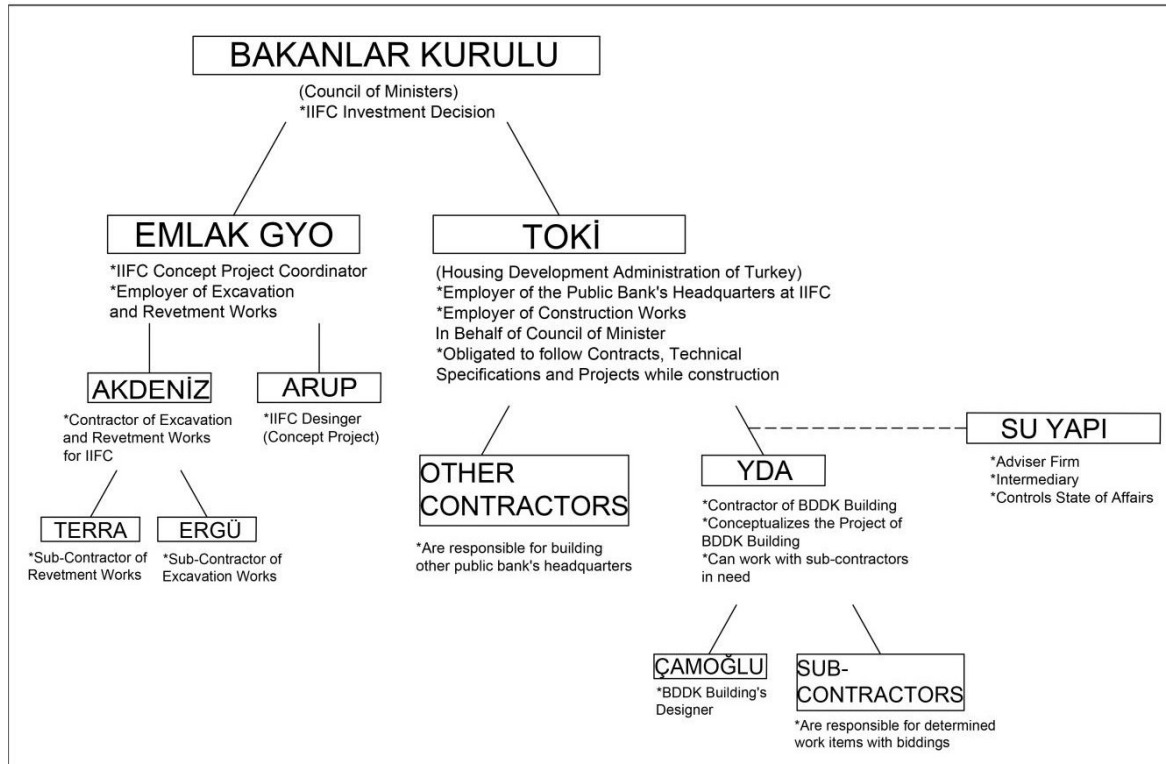 BAKANLAR KURULU
(Council of Ministers)
*IIFC Investment Decision
EMLAK GYO
*IIFC Concept Project Coordinator
*Employer of Excavation
and Revetment Works
TOKİ
(Housing Development Administration of Turkey)
*Employer of the Public Bank's Headquarters at IIFC
*Employer of Construction Works
In Behalf of Council of Minister
*Obligated to follow Contracts, Technical
Specifications and Projects while construction
AKDENİZ
*Contractor of Excavation
and Revetment Works
for IIFC
ARUP
*IIFC Desinger
(Concept Project)
TERRA
*Sub-Contractor of
Revetment Works
ERGÜ
*Sub-Contractor of
Excavation Works
OTHER
CONTRACTORS
*Are responsible for building
other public bank's headquarters
YDA
*Contractor of BDDK Building
*Conceptualizes the Project of
BDDK Building
*Can work with sub-contractors
in need
SU YAPI
*Adviser Firm
*Intermediary
*Controls State of Affairs
ÇAMOĞLU
*BDDK Building's
Designer
SUB-
CONTRACTORS
*Are responsible for determined
work items with biddings